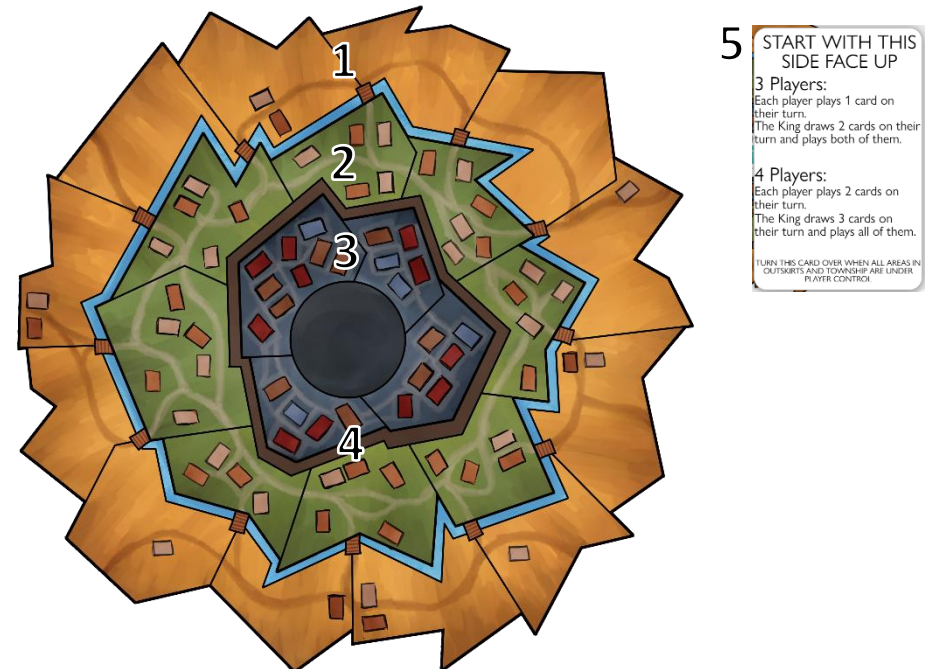 1
2
3
4
5
START WITH THIS
SIDE FACE UP
3 Players:
Each player plays 1 card on
their turn.
The King draws 2 cards on their
turn and plays both of them.
4 Players:
Each player plays 2 cards on
their turn.
The King draws 3 cards on
their turn and plays all of them.
TURN THIS CARD OVER WHEN ALL AREAS IN
OUTSKIRTS AND TOWNSHIP ARE UNDER
PLAYER CONTROL